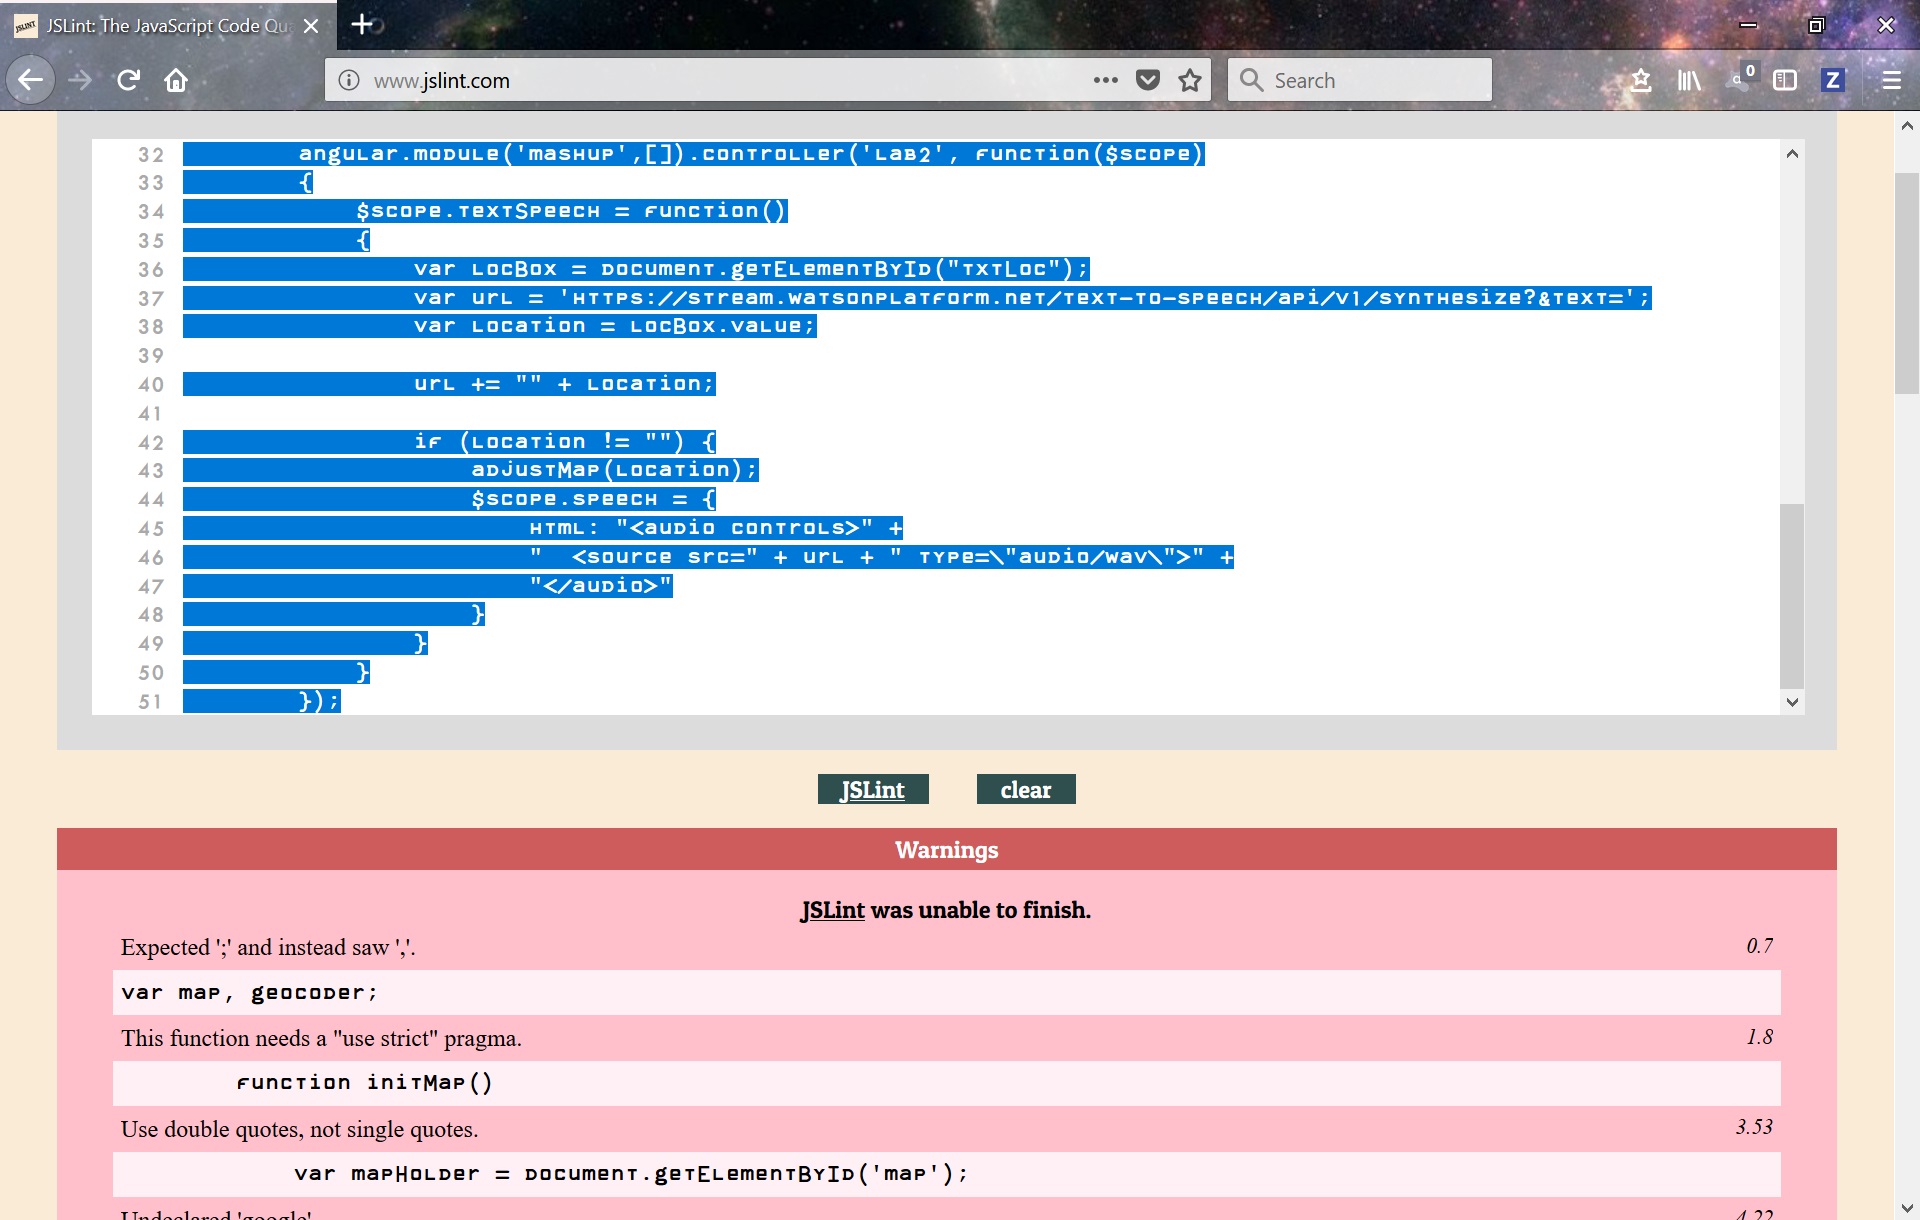 JSLint: The JavaScript Code Qu
www.jslint.com
Search
0
Z
32 angular.module('mashup',[]).controller('lab2', function($scope)
33 {
34 $scope.textSpeech = function()
35 {
36 var locBox = document.getElementById("txtLoc");
37 var url = 'https://stream.watsonplatform.net/text-to-speech/api/v1/synthesize?&text=';
38 var location = locBox.value;
39
40 url += "" + location;
41
42 if (location != "") {
43 adjustMap(location);
44 $scope.speech = {
45 html: "<audio controls>" +
46 "  <source src=" + url + " type=\"audio/wav\">" +
47 "</audio>"
48 }
49 }
50 }
51 });
JSLint clear
Warnings
JSLint was unable to finish.
Expected ';' and instead saw ','. 0.7
var map, geocoder;
This function needs a "use strict" pragma. 1.8
function initMap()
Use double quotes, not single quotes. 3.53
var mapHolder = document.getElementById('map');
Undeclared 'google'. 4.22